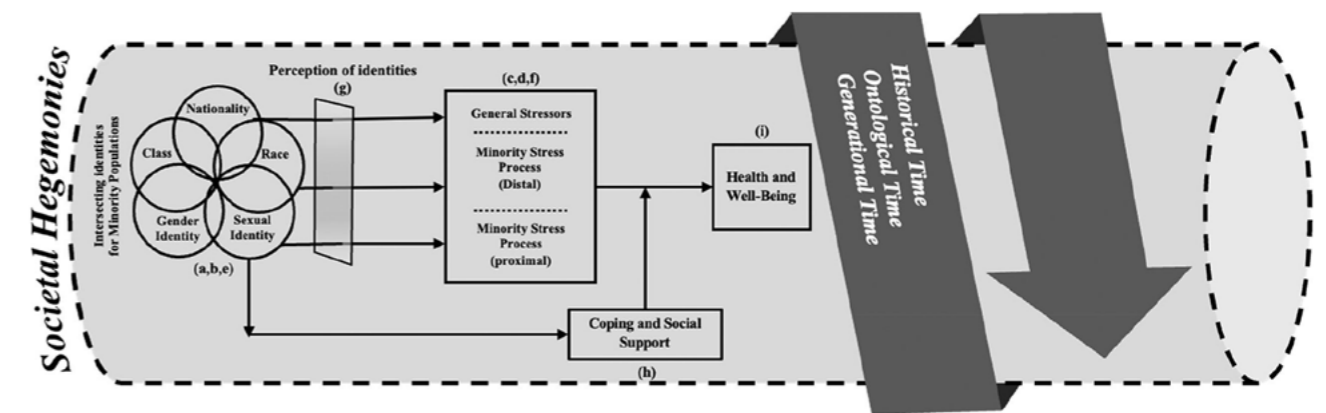 Societal Hegemonies
Intersecting identities
for Minority Populations
Nationality
Class
Race
Gender
Identity
Sexual
Identity
(a,b,e)
Perception of identities
(g)
(c,d,f)
General Stressors
Minority Stress
Process
(Distal)
Minority Stress
Process
(proximal)
Coping and Social
Support
(h)
(i)
Health and
Well-Being
Historical Time
Ontological Time
Generational Time